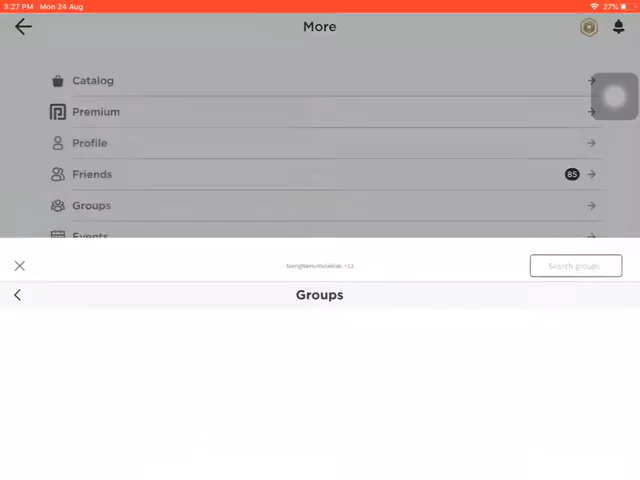 3:27 PM Mon 24 Aug
27%
More
Catalog
Premium
Profile
Friends
85
Groups
Events
Search groups
Groups